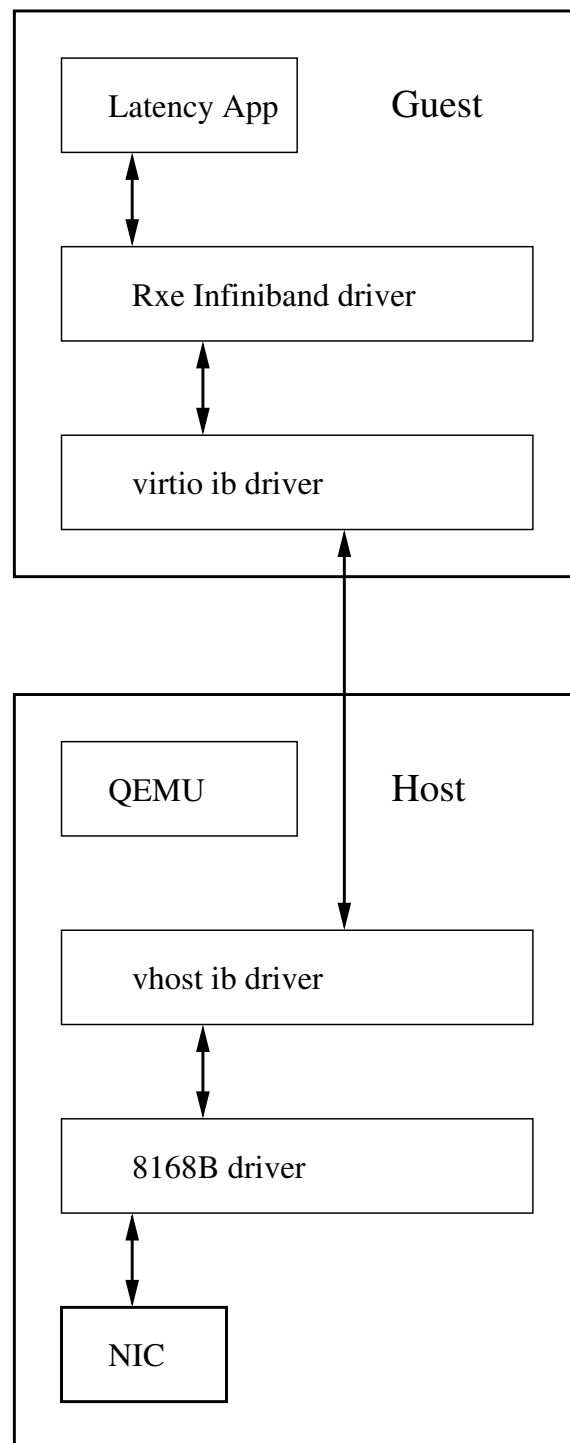 Latency App
Guest
Rxe Infiniband driver
virtio ib driver
QEMU
Host
vhost ib driver
8168B driver
NIC